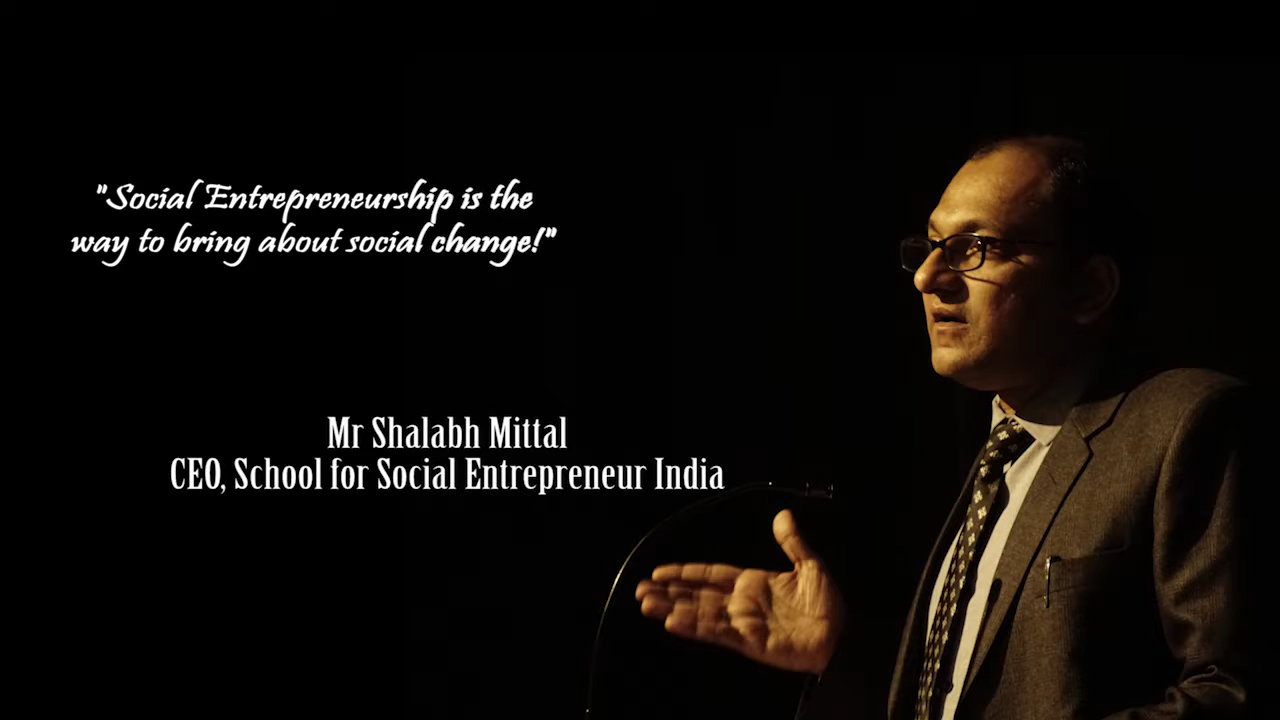 "Social Entrepreneurship is the
way to bring about social change!"
Mr Shalabh Mittal
CEO, School for Social Entrepreneur India